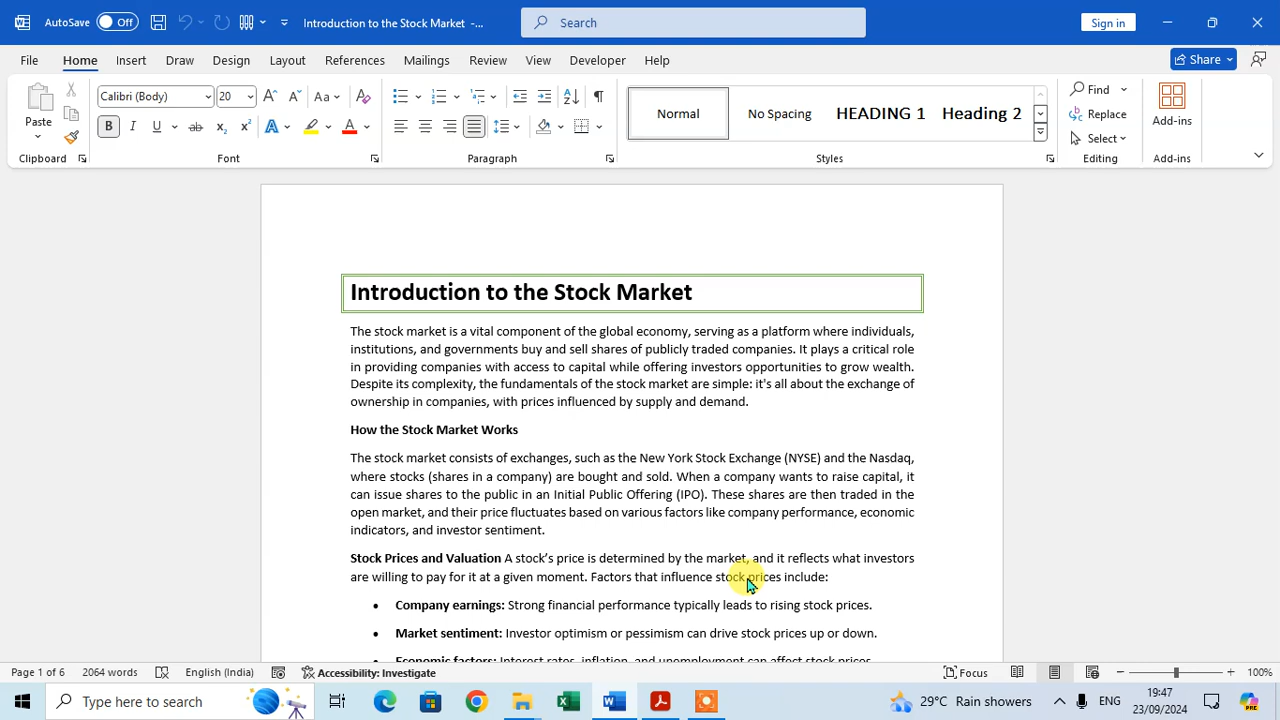 AutoSave Off Introduction to the Stock Market -... Search Sign in
File Home Insert Draw Design Layout References Mailings Review View Developer Help Share
Paste
Clipboard
Calibri (Body) 20
Font
Paragraph
Normal No Spacing HEADING 1 Heading 2
Styles
Find
Replace
Select
Editing
Add-ins
Add-ins
Introduction to the Stock Market
The stock market is a vital component of the global economy, serving as a platform where individuals,
institutions, and governments buy and sell shares of publicly traded companies. It plays a critical role
in providing companies with access to capital while offering investors opportunities to grow wealth.
Despite its complexity, the fundamentals of the stock market are simple: it's all about the exchange of
ownership in companies, with prices influenced by supply and demand.
How the Stock Market Works
The stock market consists of exchanges, such as the New York Stock Exchange (NYSE) and the Nasdaq,
where stocks (shares in a company) are bought and sold. When a company wants to raise capital, it
can issue shares to the public in an Initial Public Offering (IPO). These shares are then traded in the
open market, and their price fluctuates based on various factors like company performance, economic
indicators, and investor sentiment.
Stock Prices and Valuation A stock's price is determined by the market, and it reflects what investors
are willing to pay for it at a given moment. Factors that influence stock prices include:
• Company earnings: Strong financial performance typically leads to rising stock prices.
• Market sentiment: Investor optimism or pessimism can drive stock prices up or down.
• Economic factors: Interest rates, inflation, and unemployment can affect stock prices.
Page 1 of 6 2064 words English (India) Accessibility: Investigate Focus 100%
Type here to search 29°C Rain showers ENG 19:47
23/09/2024